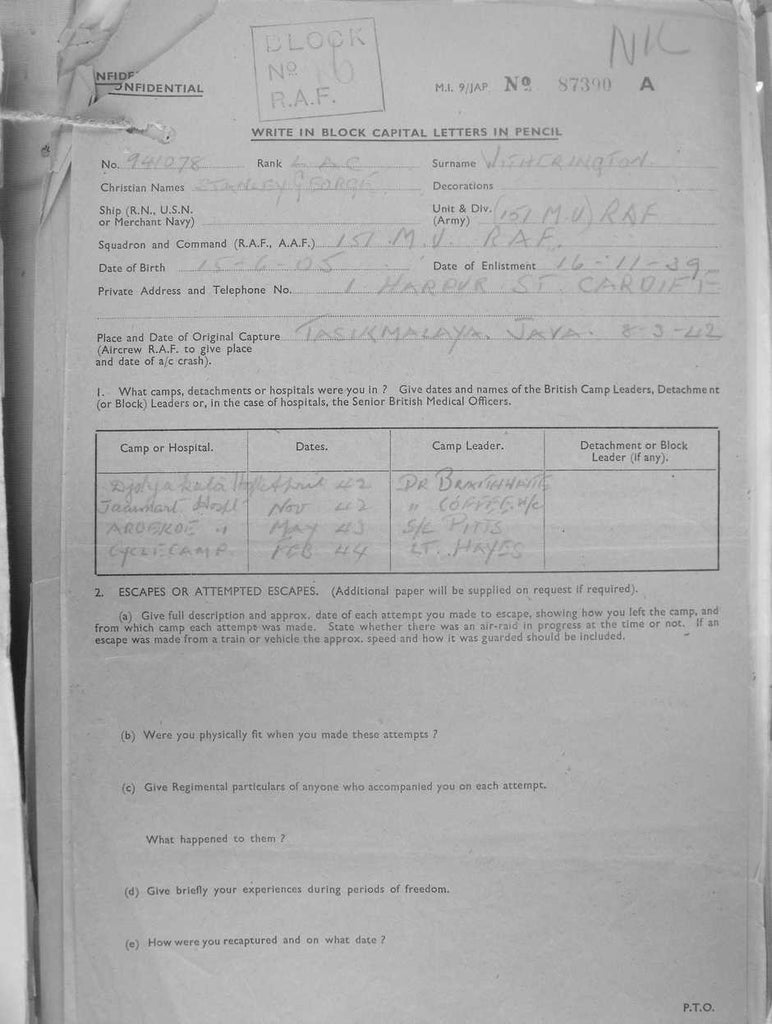 BLOCK
Nº
R.A.F.
NK
NFIDE
ONFIDENTIAL
M.I. 9/JAP Nº 87390 A
WRITE IN BLOCK CAPITAL LETTERS IN PENCIL
No. 941078 Rank L A C Surname WITHERINGTON
Christian Names STANLEY GEORGE Decorations
Ship (R.N., U.S.N. or Merchant Navy)
Unit & Div. (Army) (151 M.U) RAF
Squadron and Command (R.A.F., A.A.F.) 151 M.U. RAF.
Date of Birth 15-6-05 Date of Enlistment 16-11-39
Private Address and Telephone No. 1 HARPUR ST. CARDIFF
Place and Date of Original Capture TASIKMALAYA. JAVA. 8-3-42
(Aircrew R.A.F. to give place
and date of a/c crash).
1. What camps, detachments or hospitals were you in ? Give dates and names of the British Camp Leaders, Detachment
(or Block) Leaders or, in the case of hospitals, the Senior British Medical Officers.
Camp or Hospital. Dates. Camp Leader. Detachment or Block Leader (if any).
April 42 DR BRAITHWAITE
Hospl Nov 42 " COFFEE W/C
" MAY 43 S/L PITTS
CYCLE CAMP. FEB 44 LT. HAYES
2. ESCAPES OR ATTEMPTED ESCAPES. (Additional paper will be supplied on request if required).
(a) Give full description and approx. date of each attempt you made to escape, showing how you left the camp, and
from which camp each attempt was made. State whether there was an air-raid in progress at the time or not. If an
escape was made from a train or vehicle the approx. speed and how it was guarded should be included.
(b) Were you physically fit when you made these attempts ?
(c) Give Regimental particulars of anyone who accompanied you on each attempt.
What happened to them ?
(d) Give briefly your experiences during periods of freedom.
(e) How were you recaptured and on what date ?
P.T.O.